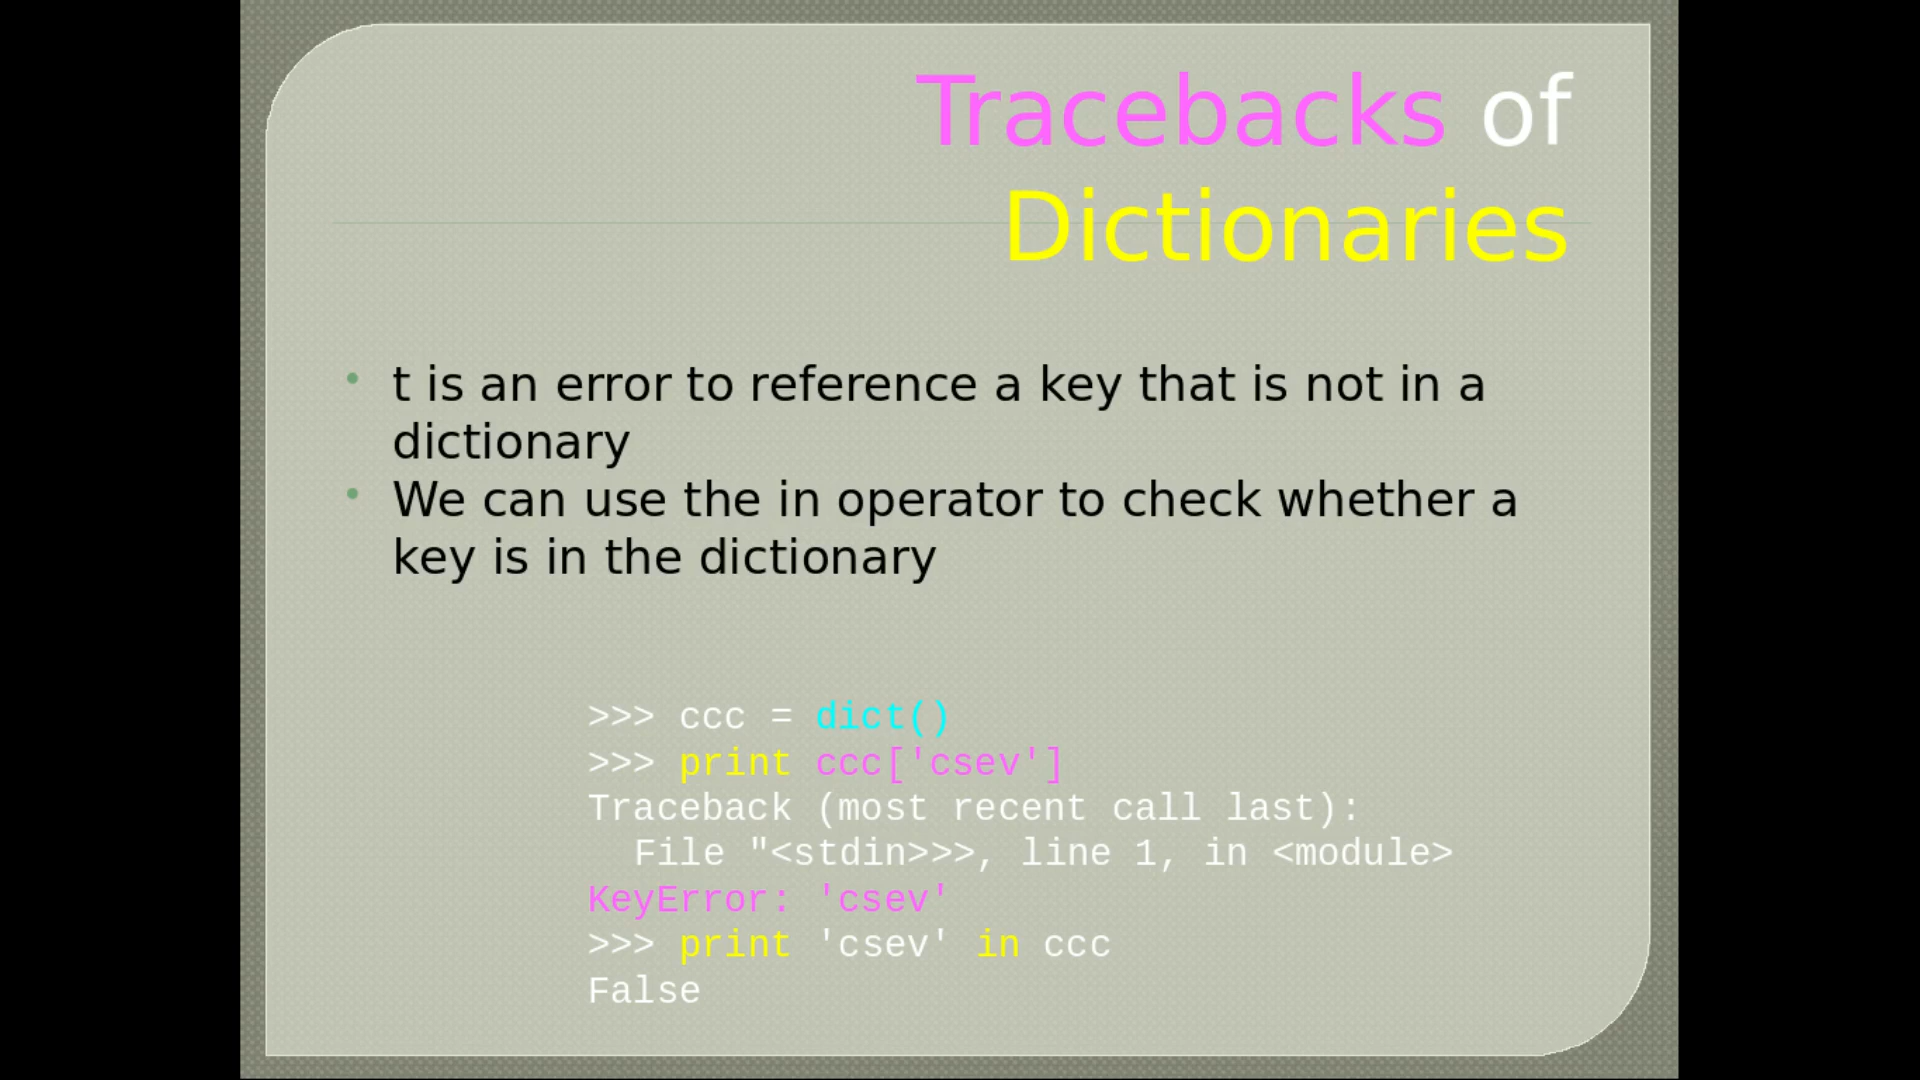 Tracebacks of
Dictionaries
• t is an error to reference a key that is not in a
dictionary
• We can use the in operator to check whether a
key is in the dictionary
>>> ccc = dict()
>>> print ccc['csev']
Traceback (most recent call last):
  File "<stdin>>>, line 1, in <module>
KeyError: 'csev'
>>> print 'csev' in ccc
False